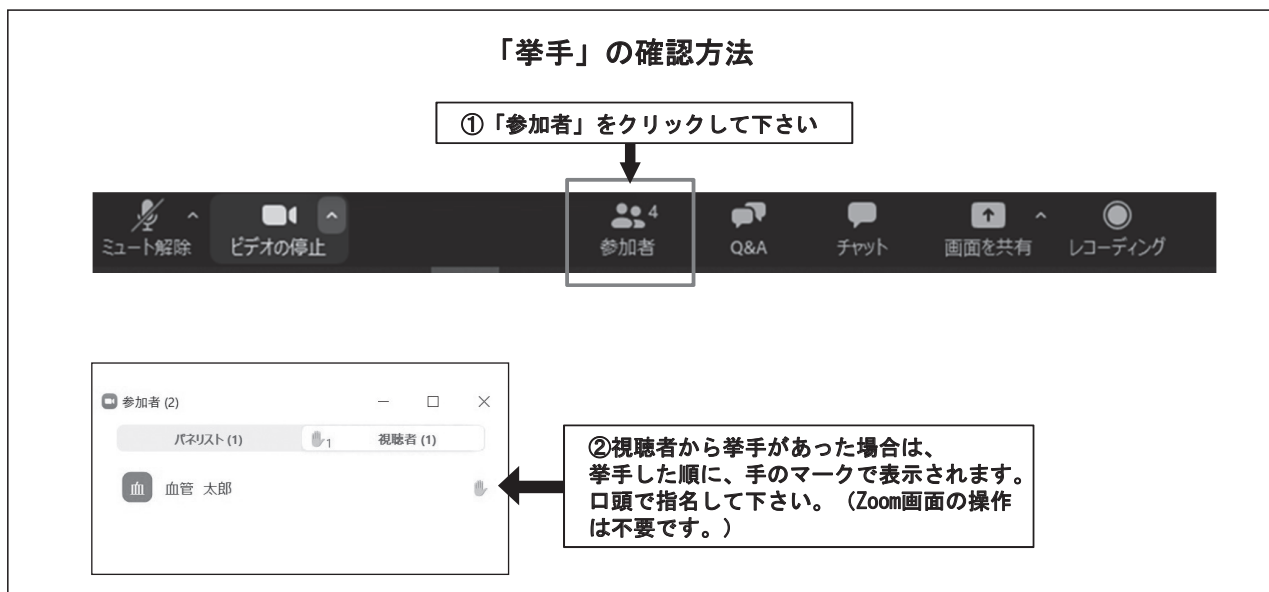 「挙手」の確認方法
①「参加者」をクリックして下さい
ミュート解除
ビデオの停止
4
参加者
Q&A
チャット
画面を共有
レコーディング
参加者 (2)
パネリスト (1)
1
視聴者 (1)
血
血管 太郎
②視聴者から挙手があった場合は、
挙手した順に、手のマークで表示されます。
口頭で指名して下さい。（Zoom画面の操作
は不要です。）